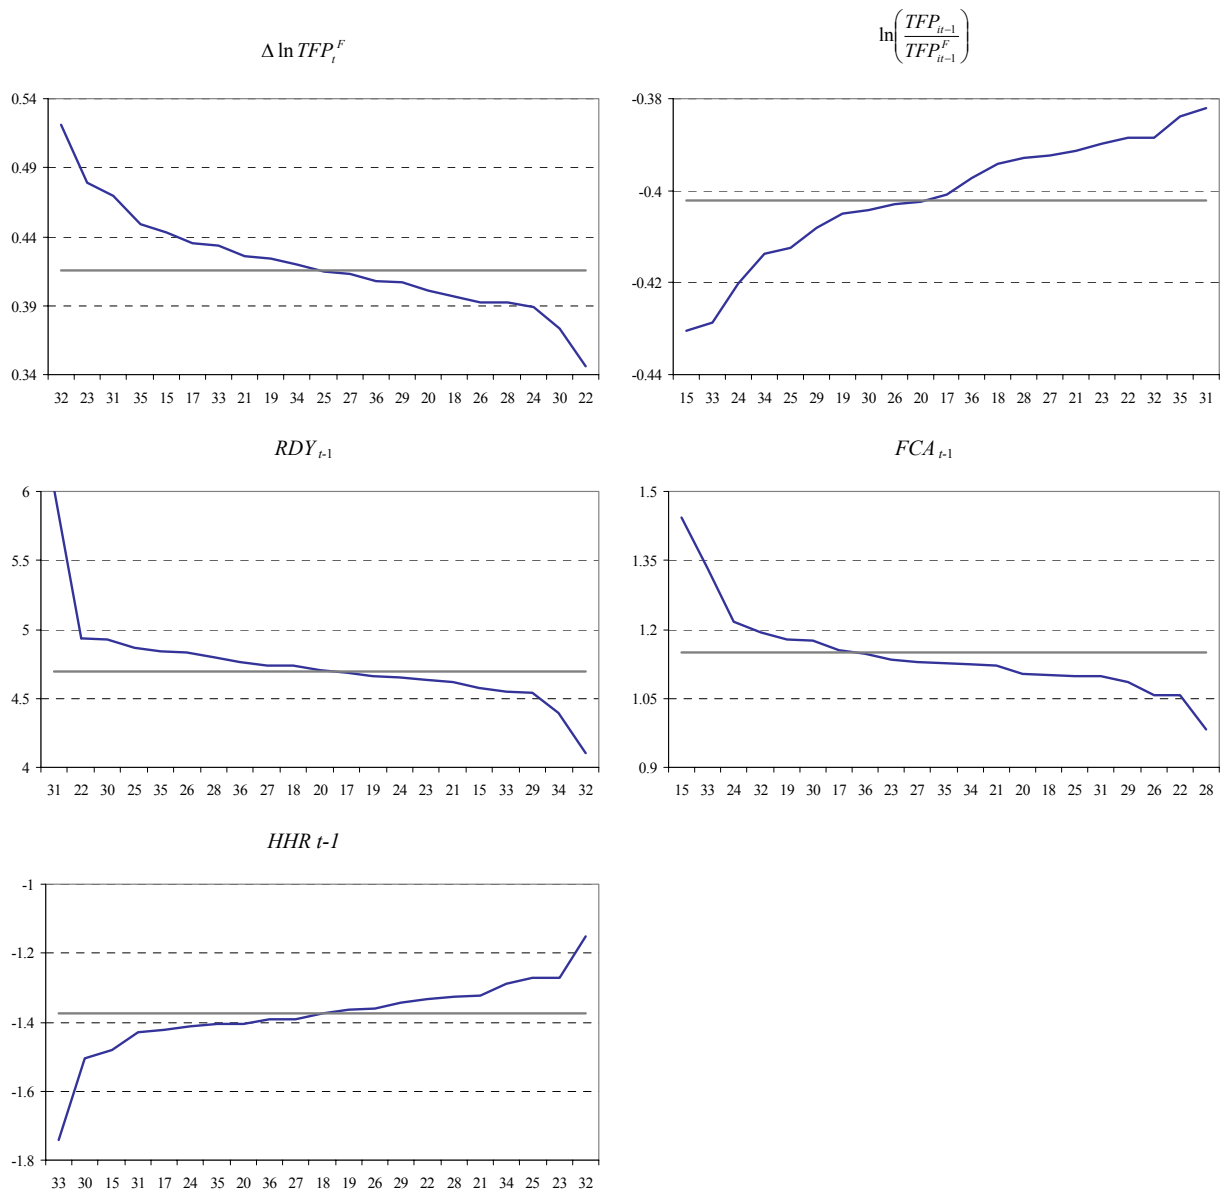 Δ ln TFP_t^F
0.54
0.49
0.44
0.39
0.34
32 23 31 35 15 17 33 21 19 34 25 27 36 29 20 18 26 28 24 30 22
ln(TFP_{it-1} / TFP_{it-1}^F)
-0.38
-0.4
-0.42
-0.44
15 33 24 34 25 29 19 30 26 20 17 36 18 28 27 21 23 22 32 35 31
RDY t-1
6
5.5
5
4.5
4
31 22 30 25 35 26 28 36 27 18 20 17 19 24 23 21 15 33 29 34 32
FCA t-1
1.5
1.35
1.2
1.05
0.9
15 33 24 32 19 30 17 36 23 27 35 34 21 20 18 25 31 29 26 22 28
HHR t-1
-1
-1.2
-1.4
-1.6
-1.8
33 30 15 31 17 24 35 20 36 27 18 19 26 29 22 28 21 34 25 23 32